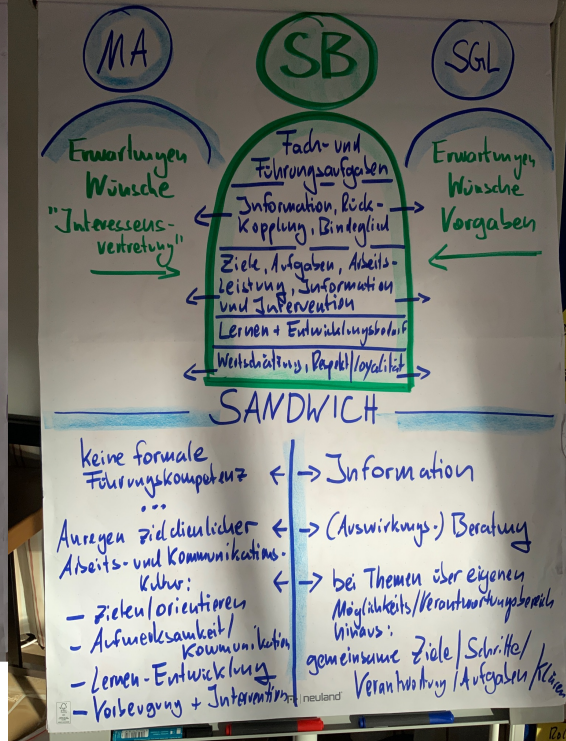 MA
SB
SGL
Erwartungen
Wünsche
"Interessens-
vertretung"
Fach- und
Führungsaufgaben
Information, Rück-
Kopplung, Bindeglied
Ziele, Aufgaben, Arbeits-
Leistung, Information
und Intervention
Lernen + Entwicklungsbedarf
Wertschätzung, Respekt/Loyalität
Erwartungen
Wünsche
Vorgaben
SANDWICH
keine formale
Führungskompetenz
...
Anregen zieldienlicher
Arbeits- und Kommunikations-
Kultur:
- Zielen/orientieren
- Aufmerksamkeit/
Kommunikation
- Lernen-Entwicklung
- Vorbeugung + Intervention
Information
(Auswirkungs-) Beratung
bei Themen über eigenen
Möglichkeits/Verantwortungsbereich
hinaus:
gemeinsame Ziele/Schritte/
Verantwortung/Aufgaben/klären
neuland
FSC